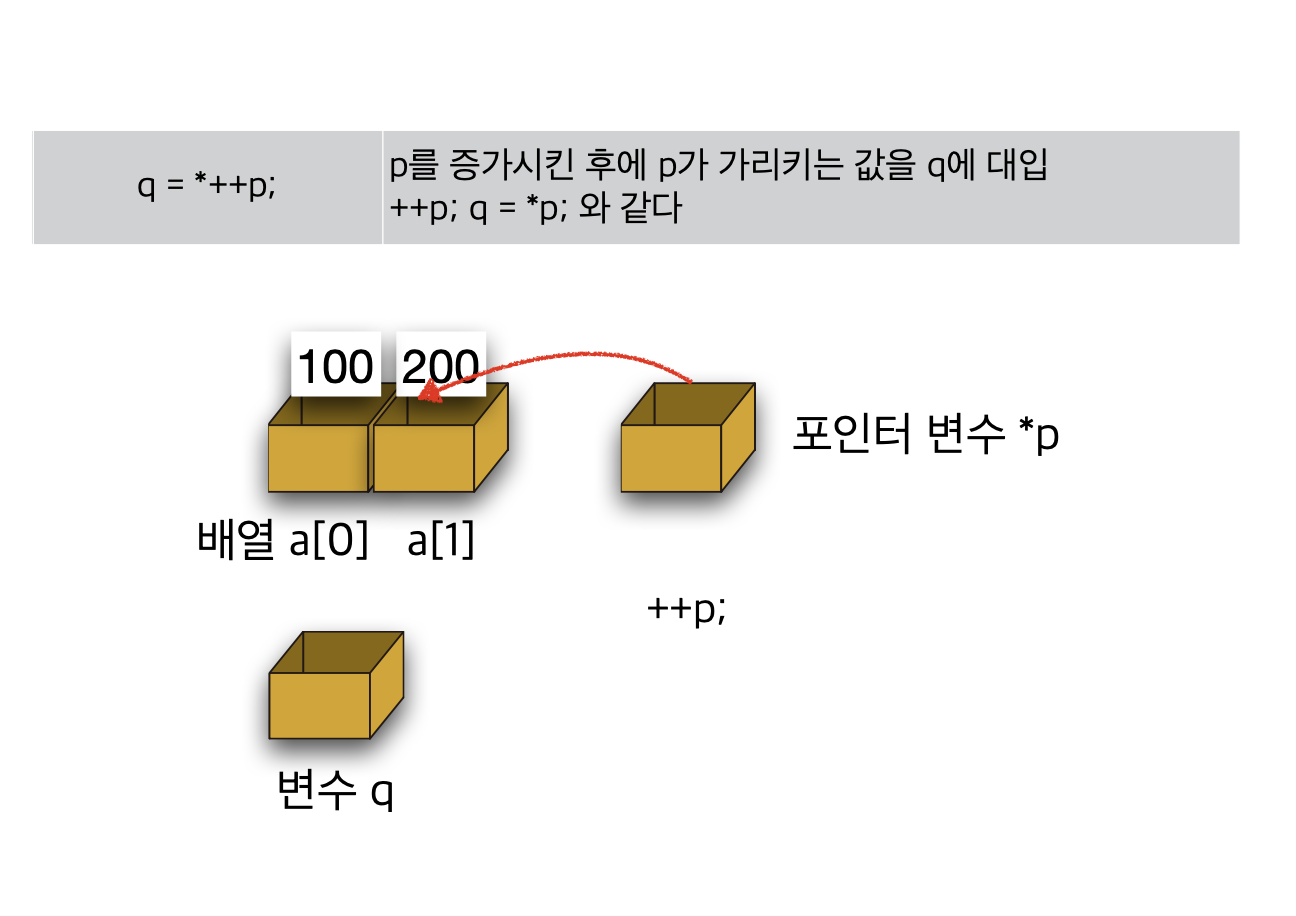 q = *++p;
p를 증가시킨 후에 p가 가리키는 값을 q에 대입
++p; q = *p; 와 같다
100 200
포인터 변수 *p
배열 a[0] a[1]
++p;
변수 q